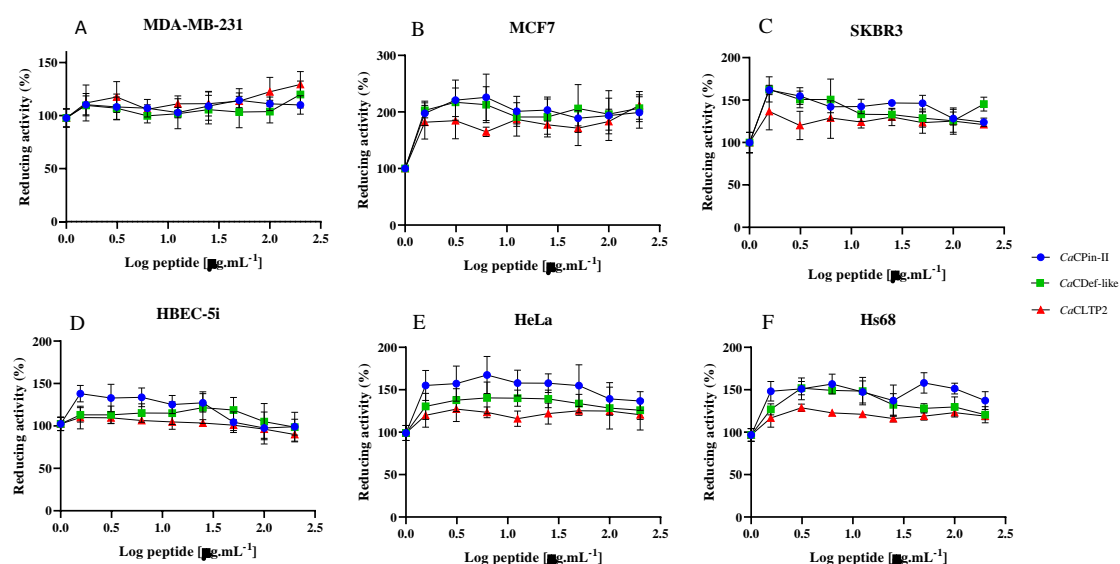 A
MDA-MB-231
Reducing activity (%)
150
100
50
0
0.0 0.5 1.0 1.5 2.0 2.5
Log peptide [µg.mL⁻¹]
B
MCF7
Reducing activity (%)
300
200
100
0
0.0 0.5 1.0 1.5 2.0 2.5
Log peptide [µg.mL⁻¹]
C
SKBR3
Reducing activity (%)
200
150
100
50
0
0.0 0.5 1.0 1.5 2.0 2.5
Log peptide [µg.mL⁻¹]
CaCPin-II
CaCDef-like
CaCLTP2
D
HBEC-5i
Reducing activity (%)
200
150
100
50
0
0.0 0.5 1.0 1.5 2.0 2.5
Log peptide [µg.mL⁻¹]
E
HeLa
Reducing activity (%)
200
150
100
50
0
0.0 0.5 1.0 1.5 2.0 2.5
Log peptide [µg.mL⁻¹]
F
Hs68
Reducing activity (%)
200
150
100
50
0
0.0 0.5 1.0 1.5 2.0 2.5
Log peptide [µg.mL⁻¹]